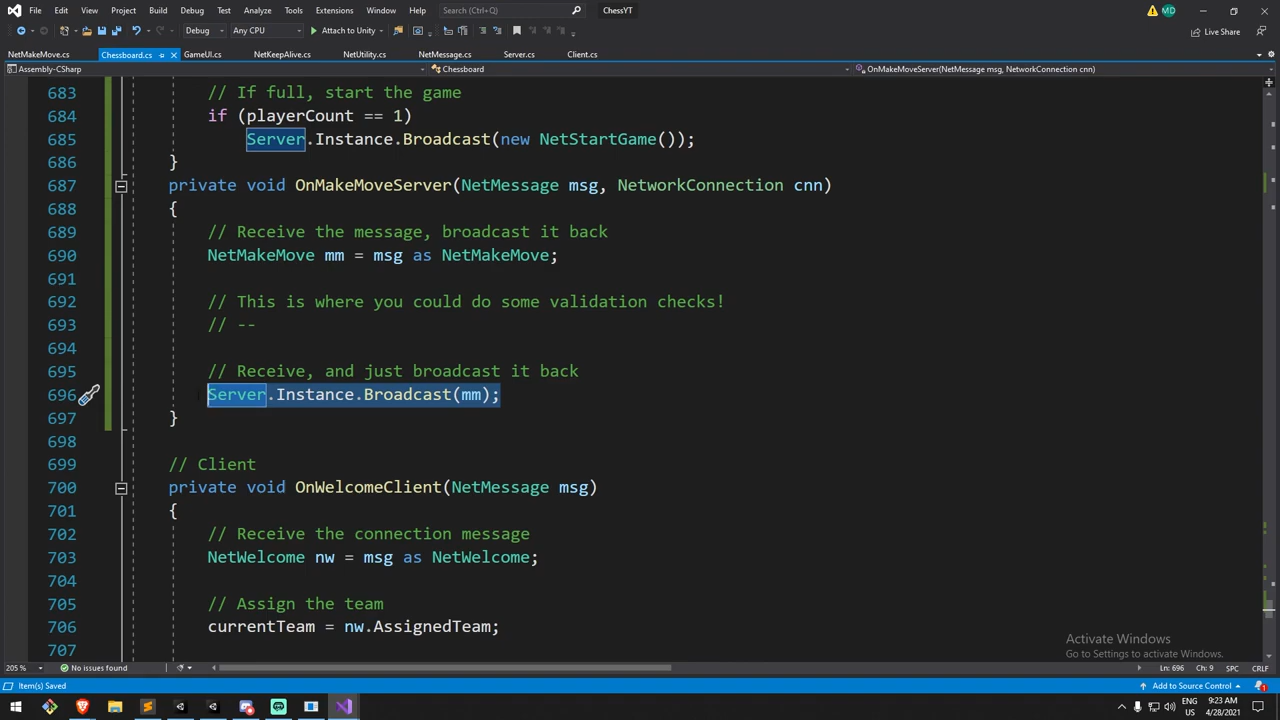 File Edit View Git Project Build Debug Test Analyze Tools Extensions Window Help Search (Ctrl+Q) ChessYT MD
Debug Any CPU Attach to Unity Live Share
NetMakeMove.cs Chessboard.cs GameUI.cs NetKeepAlive.cs NetUtility.cs NetMessage.cs Server.cs Client.cs
Assembly-CSharp Chessboard OnMakeMoveServer(NetMessage msg, NetworkConnection cnn)
683 // If full, start the game
684 if (playerCount == 1)
685 Server.Instance.Broadcast(new NetStartGame());
686 }
687 private void OnMakeMoveServer(NetMessage msg, NetworkConnection cnn)
688 {
689 // Receive the message, broadcast it back
690 NetMakeMove mm = msg as NetMakeMove;
691
692 // This is where you could do some validation checks!
693 // --
694
695 // Receive, and just broadcast it back
696 Server.Instance.Broadcast(mm);
697 }
698
699 // Client
700 private void OnWelcomeClient(NetMessage msg)
701 {
702 // Receive the connection message
703 NetWelcome nw = msg as NetWelcome;
704
705 // Assign the team
706 currentTeam = nw.AssignedTeam;
707
Activate Windows
Go to Settings to activate Windows.
205 % No issues found Ln: 696 Ch: 9 SPC CRLF
Item(s) Saved Add to Source Control 1
ENG 9:23 AM
US 4/28/2021